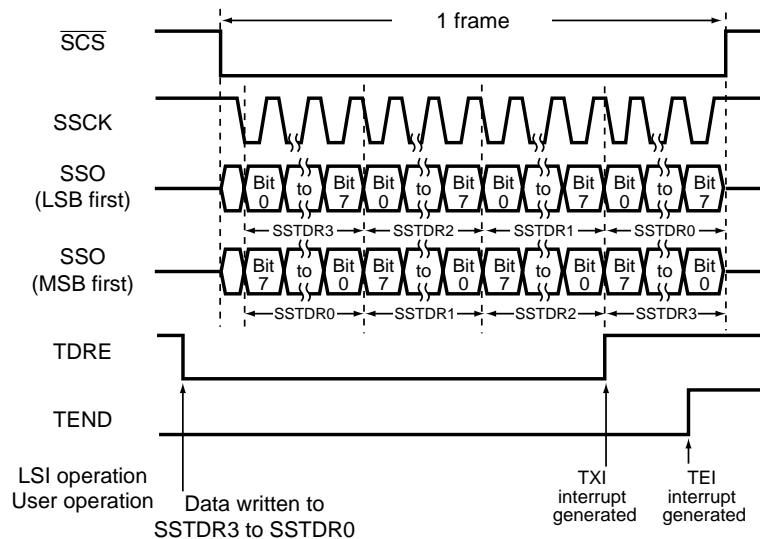 1 frame
SCS
SSCK
SSO
(LSB first)
Bit 0 to Bit 7 Bit 0 to Bit 7 Bit 0 to Bit 7 Bit 0 to Bit 7
SSTDR3 SSTDR2 SSTDR1 SSTDR0
SSO
(MSB first)
Bit 7 to Bit 0 Bit 7 to Bit 0 Bit 7 to Bit 0 Bit 7 to Bit 0
SSTDR0 SSTDR1 SSTDR2 SSTDR3
TDRE
TEND
LSI operation
User operation
Data written to
SSTDR3 to SSTDR0
TXI
interrupt
generated
TEI
interrupt
generated